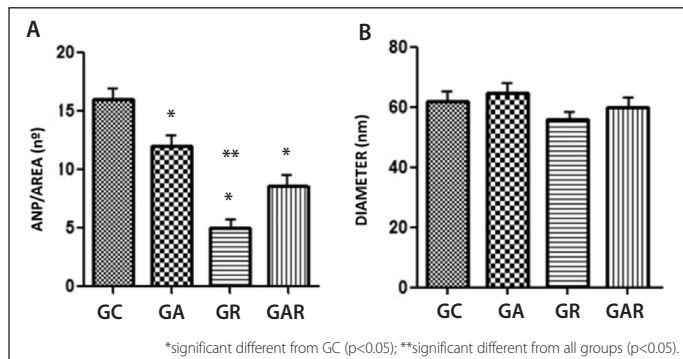 A
20
15
10
5
0
ANP/AREA (nº)
*
**
*
*
GC GA GR GAR
B
80
60
40
20
0
DIAMETER (nm)
GC GA GR GAR
*significant different from GC (p<0.05); **significant different from all groups (p<0.05).